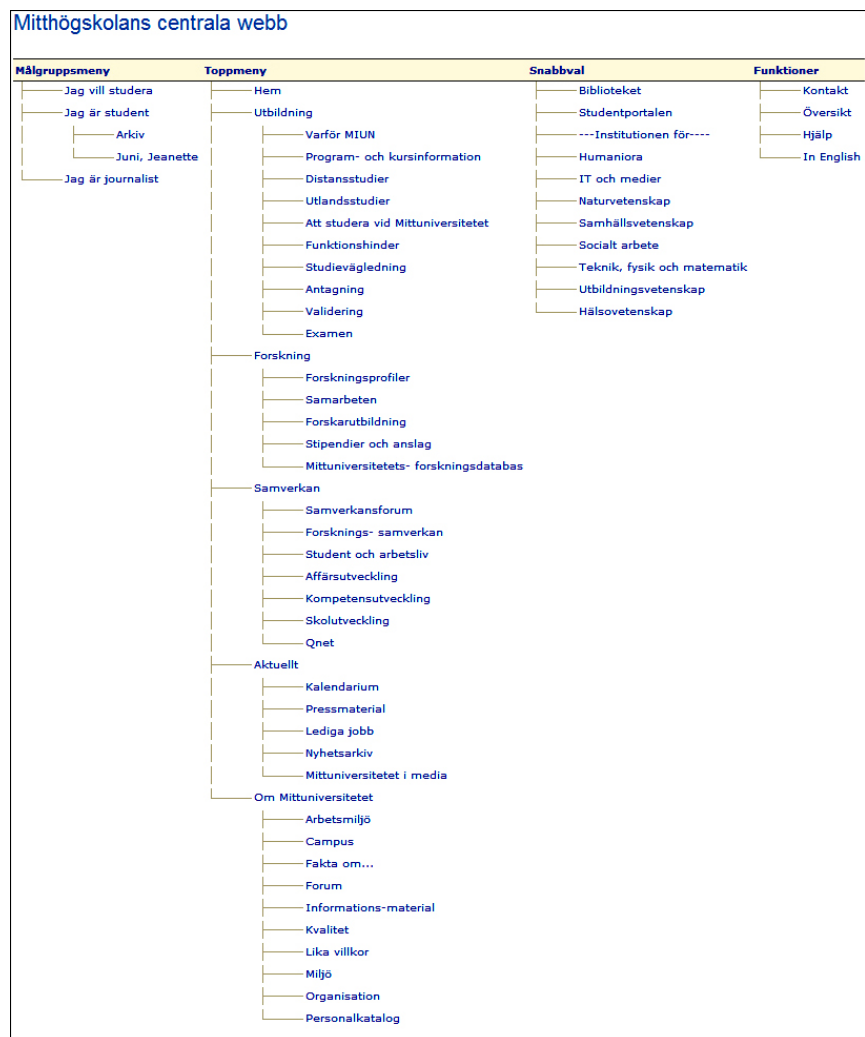 Mitthögskolans centrala webb
Målgruppsmeny
Jag vill studera
Jag är student
Arkiv
Juni, Jeanette
Jag är journalist
Toppmeny
Hem
Utbildning
Varför MIUN
Program- och kursinformation
Distansstudier
Utlandsstudier
Att studera vid Mittuniversitetet
Funktionshinder
Studievägledning
Antagning
Validering
Examen
Forskning
Forskningsprofiler
Samarbeten
Forskarutbildning
Stipendier och anslag
Mittuniversitetets- forskningsdatabas
Samverkan
Samverkansforum
Forsknings- samverkan
Student och arbetsliv
Affärsutveckling
Kompetensutveckling
Skolutveckling
Qnet
Aktuellt
Kalendarium
Pressmaterial
Lediga jobb
Nyhetsarkiv
Mittuniversitetet i media
Om Mittuniversitetet
Arbetsmiljö
Campus
Fakta om...
Forum
Informations-material
Kvalitet
Lika villkor
Miljö
Organisation
Personalkatalog
Snabbval
Biblioteket
Studentportalen
---Institutionen för----
Humaniora
IT och medier
Naturvetenskap
Samhällsvetenskap
Socialt arbete
Teknik, fysik och matematik
Utbildningsvetenskap
Hälsovetenskap
Funktioner
Kontakt
Översikt
Hjälp
In English